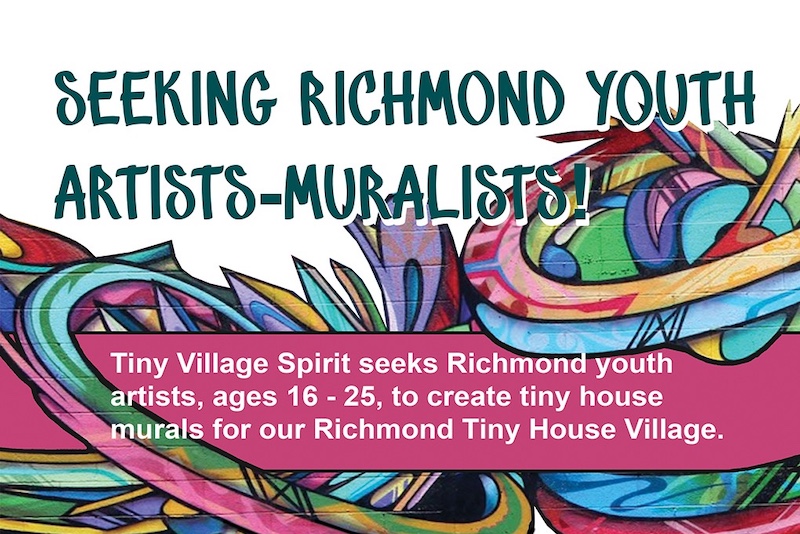 SEEKING RICHMOND YOUTH
ARTISTS-MURALISTS!
Tiny Village Spirit seeks Richmond youth
artists, ages 16 - 25, to create tiny house
murals for our Richmond Tiny House Village.